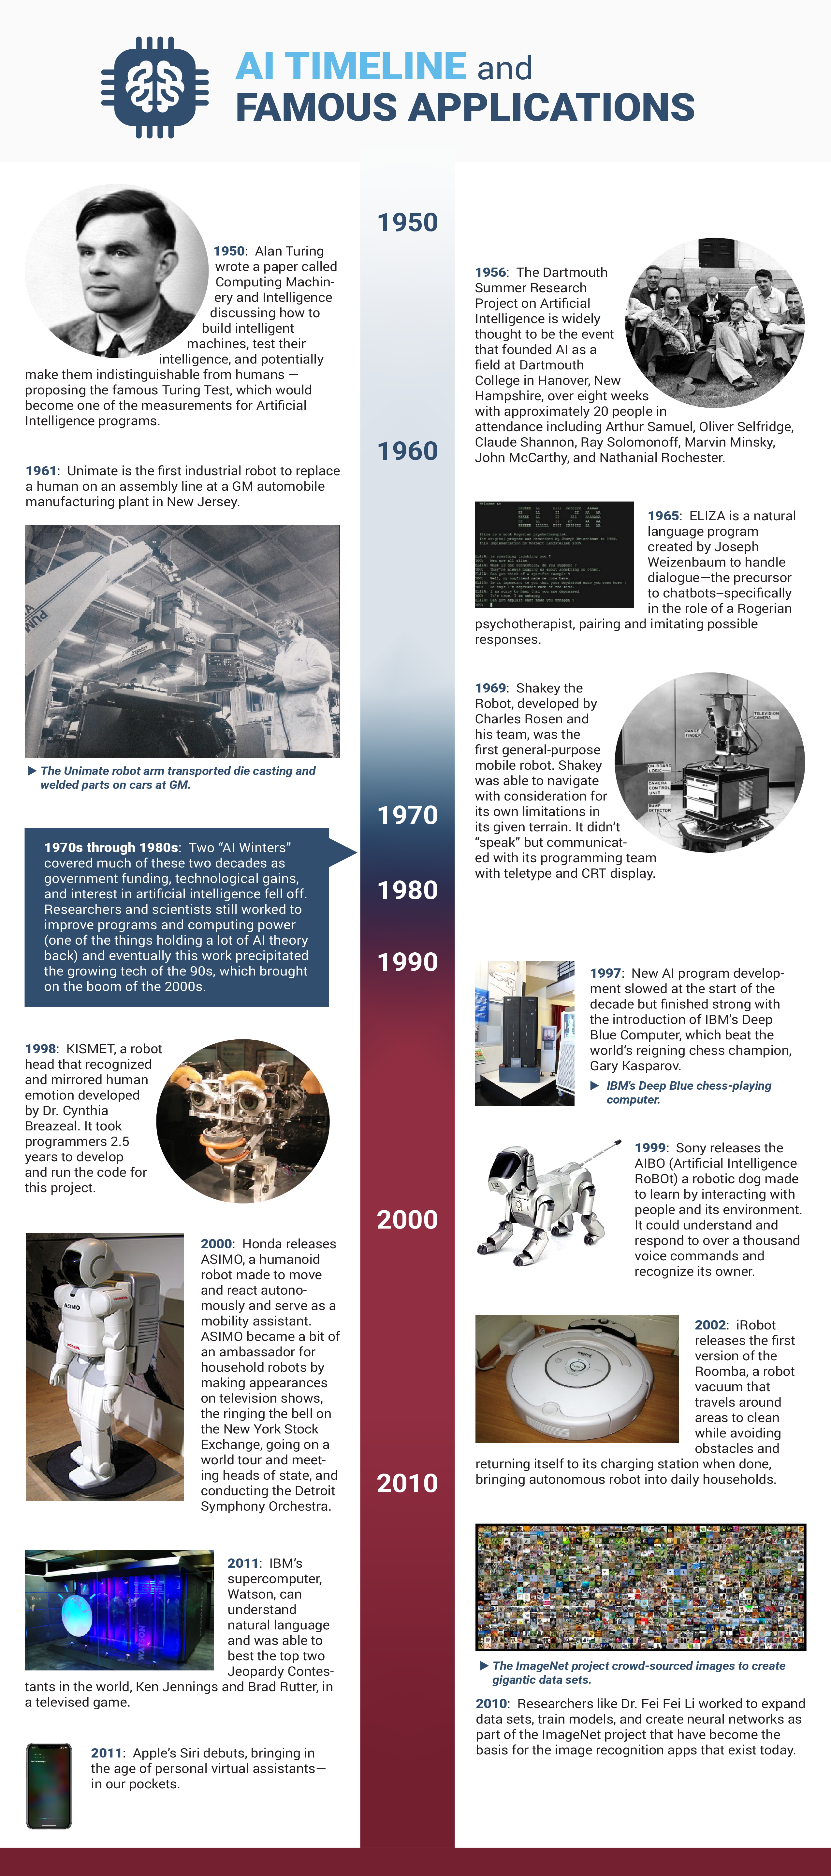 AI TIMELINE and
FAMOUS APPLICATIONS
1950
1950: Alan Turing
wrote a paper called
Computing Machin-
ery and Intelligence
discussing how to
build intelligent
machines, test their
intelligence, and potentially
make them indistinguishable from humans —
proposing the famous Turing Test, which would
become one of the measurements for Artificial
Intelligence programs.
1956: The Dartmouth
Summer Research
Project on Artificial
Intelligence is widely
thought to be the event
that founded AI as a
field at Dartmouth
College in Hanover, New
Hampshire, over eight weeks
with approximately 20 people in
attendance including Arthur Samuel, Oliver Selfridge,
Claude Shannon, Ray Solomonoff, Marvin Minsky,
John McCarthy, and Nathanial Rochester.
1960
1961: Unimate is the first industrial robot to replace
a human on an assembly line at a GM automobile
manufacturing plant in New Jersey.
▶ The Unimate robot arm transported die casting and
welded parts on cars at GM.
1965: ELIZA is a natural
language program
created by Joseph
Weizenbaum to handle
dialogue—the precursor
to chatbots–specifically
in the role of a Rogerian
psychotherapist, pairing and imitating possible
responses.
1969: Shakey the
Robot, developed by
Charles Rosen and
his team, was the
first general-purpose
mobile robot. Shakey
was able to navigate
with consideration for
its own limitations in
its given terrain. It didn't
"speak" but communicat-
ed with its programming team
with teletype and CRT display.
TELEVISION
CAMERA
RANGE
FINDER
ON-BOARD
LOGIC
CAMERA
CONTROL
UNIT
BUMP
DETECTOR
1970
1970s through 1980s: Two "AI Winters"
covered much of these two decades as
government funding, technological gains,
and interest in artificial intelligence fell off.
Researchers and scientists still worked to
improve programs and computing power
(one of the things holding a lot of AI theory
back) and eventually this work precipitated
the growing tech of the 90s, which brought
on the boom of the 2000s.
1980
1990
1997: New AI program develop-
ment slowed at the start of the
decade but finished strong with
the introduction of IBM's Deep
Blue Computer, which beat the
world's reigning chess champion,
Gary Kasparov.
▶ IBM's Deep Blue chess-playing
computer.
1998: KISMET, a robot
head that recognized
and mirrored human
emotion developed
by Dr. Cynthia
Breazeal. It took
programmers 2.5
years to develop
and run the code for
this project.
1999: Sony releases the
AIBO (Artificial Intelligence
RoBOt) a robotic dog made
to learn by interacting with
people and its environment.
It could understand and
respond to over a thousand
voice commands and
recognize its owner.
2000
2000: Honda releases
ASIMO, a humanoid
robot made to move
and react autono-
mously and serve as a
mobility assistant.
ASIMO became a bit of
an ambassador for
household robots by
making appearances
on television shows,
the ringing the bell on
the New York Stock
Exchange, going on a
world tour and meet-
ing heads of state, and
conducting the Detroit
Symphony Orchestra.
ASIMO
HONDA
2002: iRobot
releases the first
version of the
Roomba, a robot
vacuum that
travels around
areas to clean
while avoiding
obstacles and
returning itself to its charging station when done,
bringing autonomous robot into daily households.
2010
▶ The ImageNet project crowd-sourced images to create
gigantic data sets.
2010: Researchers like Dr. Fei Fei Li worked to expand
data sets, train models, and create neural networks as
part of the ImageNet project that have become the
basis for the image recognition apps that exist today.
2011: IBM's
supercomputer,
Watson, can
understand
natural language
and was able to
best the top two
Jeopardy Contes-
tants in the world, Ken Jennings and Brad Rutter, in
a televised game.
WATSON
2011: Apple's Siri debuts, bringing in
the age of personal virtual assistants—
in our pockets.